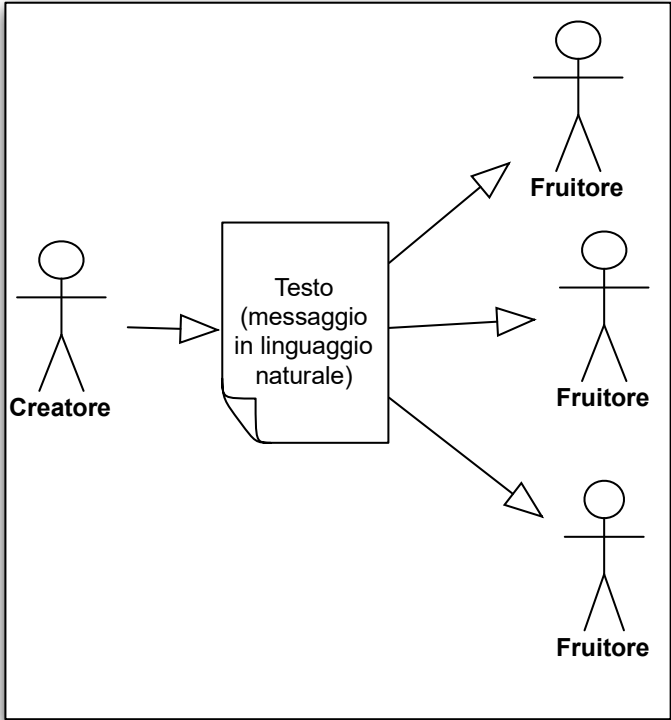 Fruitore
Testo
(messaggio
in linguaggio
naturale)
Creatore
Fruitore
Fruitore